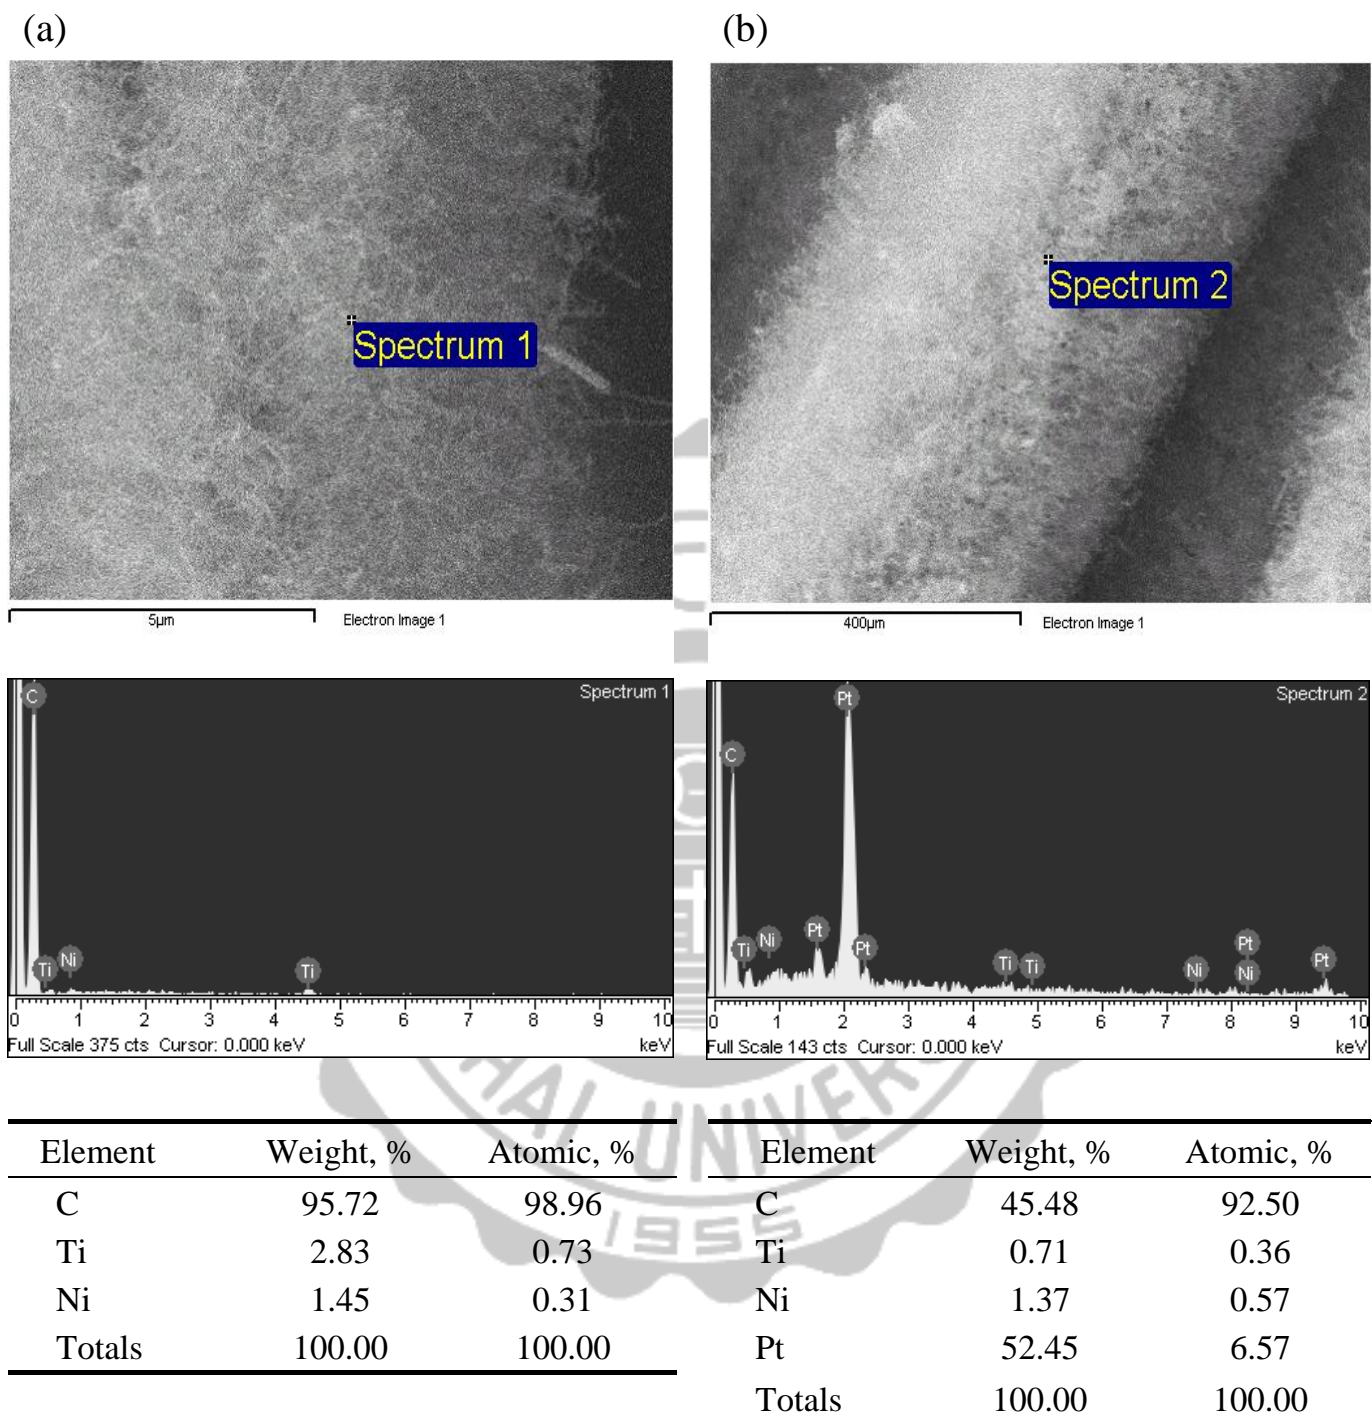 (a)
(b)
Spectrum 1
Spectrum 2
5μm Electron Image 1
400μm Electron Image 1
Spectrum 1
C
Ti Ni Ti
0 1 2 3 4 5 6 7 8 9 10
Full Scale 375 cts Cursor: 0.000 keV keV
Spectrum 2
Pt
C
Ti Ni Pt Pt Ti Ti Ni Pt Ni Pt
0 1 2 3 4 5 6 7 8 9 10
Full Scale 143 cts Cursor: 0.000 keV keV
Element Weight, % Atomic, %
C 95.72 98.96
Ti 2.83 0.73
Ni 1.45 0.31
Totals 100.00 100.00
Element Weight, % Atomic, %
C 45.48 92.50
Ti 0.71 0.36
Ni 1.37 0.57
Pt 52.45 6.57
Totals 100.00 100.00
UNIVER
1955